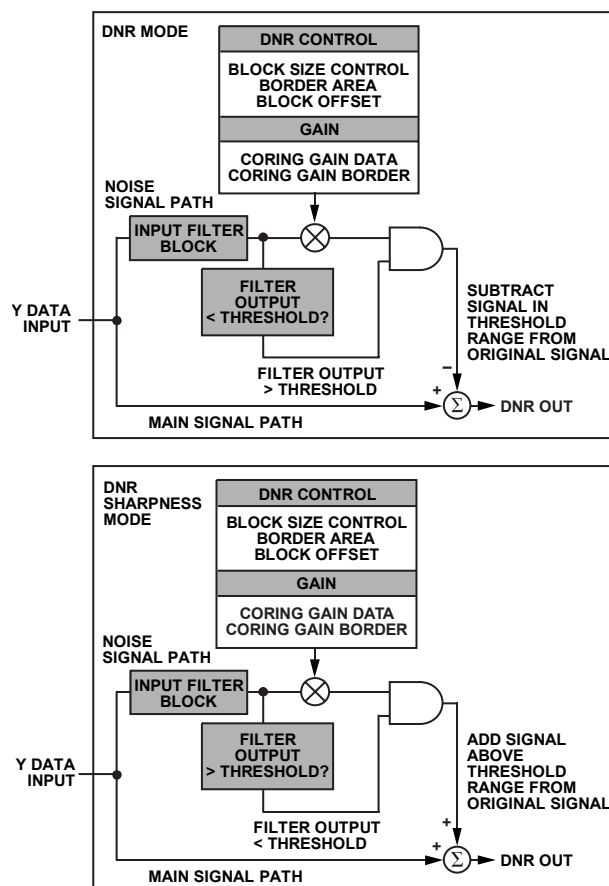 DNR MODE
DNR CONTROL
BLOCK SIZE CONTROL
BORDER AREA
BLOCK OFFSET
GAIN
CORING GAIN DATA
CORING GAIN BORDER
NOISE
SIGNAL PATH
INPUT FILTER
BLOCK
Y DATA
INPUT
FILTER
OUTPUT
< THRESHOLD?
FILTER OUTPUT
> THRESHOLD
SUBTRACT
SIGNAL IN
THRESHOLD
RANGE FROM
ORIGINAL SIGNAL
–
+
Σ
DNR OUT
MAIN SIGNAL PATH
DNR
SHARPNESS
MODE
DNR CONTROL
BLOCK SIZE CONTROL
BORDER AREA
BLOCK OFFSET
GAIN
CORING GAIN DATA
CORING GAIN BORDER
NOISE
SIGNAL PATH
INPUT FILTER
BLOCK
Y DATA
INPUT
FILTER
OUTPUT
> THRESHOLD?
FILTER OUTPUT
< THRESHOLD
ADD SIGNAL
ABOVE
THRESHOLD
RANGE FROM
ORIGINAL SIGNAL
+
+
Σ
DNR OUT
MAIN SIGNAL PATH